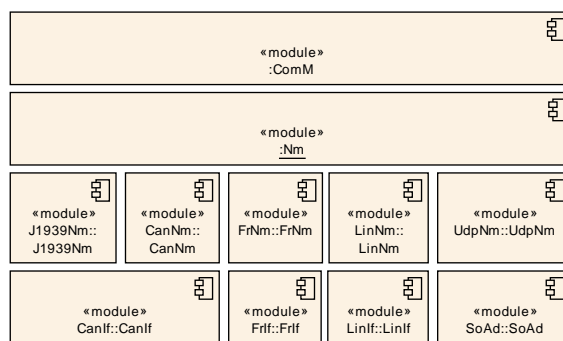 «module»
:ComM
«module»
:Nm
«module»
J1939Nm::
J1939Nm
«module»
CanNm::
CanNm
«module»
FrNm::FrNm
«module»
LinNm::
LinNm
«module»
UdpNm::UdpNm
«module»
CanIf::CanIf
«module»
FrIf::FrIf
«module»
LinIf::LinIf
«module»
SoAd::SoAd